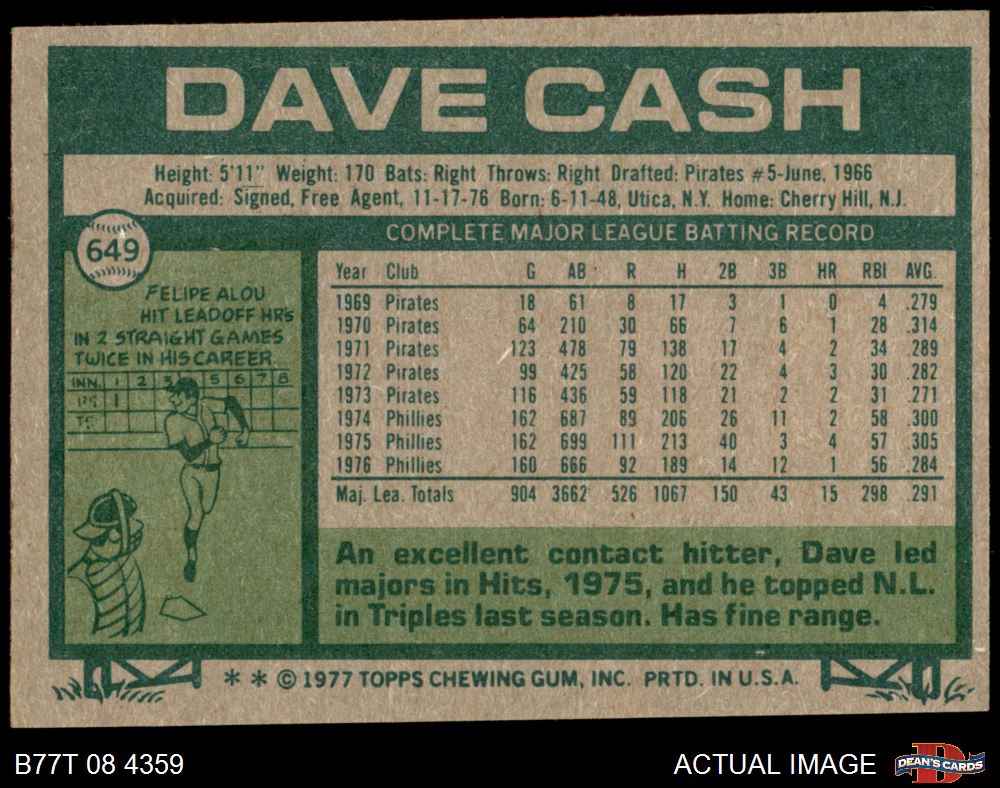 DAVE CASH
Height: 5'11" Weight: 170 Bats: Right Throws: Right Drafted: Pirates #5-June, 1966
Acquired: Signed, Free Agent, 11-17-76 Born: 6-11-48, Utica, N.Y. Home: Cherry Hill, N.J.
649
FELIPE ALOU
HIT LEADOFF HRS
IN 2 STRAIGHT GAMES
TWICE IN HIS CAREER.
INN. 1 2 3 5 6 7 8
1
COMPLETE MAJOR LEAGUE BATTING RECORD
Year Club G AB R H 2B 3B HR RBI AVG.
1969 Pirates 18 61 8 17 3 1 0 4 .279
1970 Pirates 64 210 30 66 7 6 1 28 .314
1971 Pirates 123 478 79 138 17 4 2 34 .289
1972 Pirates 99 425 58 120 22 4 3 30 .282
1973 Pirates 116 436 59 118 21 2 2 31 .271
1974 Phillies 162 687 89 206 26 11 2 58 .300
1975 Phillies 162 699 111 213 40 3 4 57 .305
1976 Phillies 160 666 92 189 14 12 1 56 .284
Maj. Lea. Totals 904 3662 526 1067 150 43 15 298 .291
An excellent contact hitter, Dave led
majors in Hits, 1975, and he topped N.L.
in Triples last season. Has fine range.
* * © 1977 TOPPS CHEWING GUM, INC. PRTD. IN U.S.A.
B77T 08 4359
ACTUAL IMAGE
DEAN'S CARDS